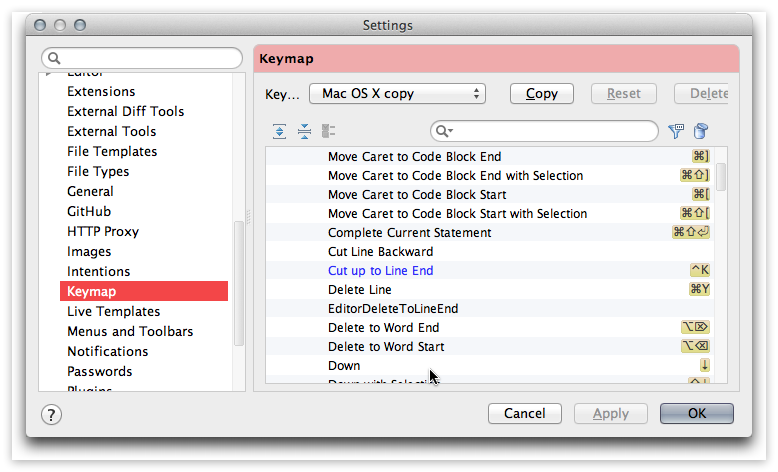 Settings
Editor
Extensions
External Diff Tools
External Tools
File Templates
File Types
General
GitHub
HTTP Proxy
Images
Intentions
Keymap
Live Templates
Menus and Toolbars
Notifications
Passwords
Plugins
Keymap
Key... Mac OS X copy Copy Reset Delete
Move Caret to Code Block End ⌘]
Move Caret to Code Block End with Selection ⌘⇧]
Move Caret to Code Block Start ⌘[
Move Caret to Code Block Start with Selection ⌘⇧[
Complete Current Statement ⌘⇧⏎
Cut Line Backward
Cut up to Line End ^K
Delete Line ⌘Y
EditorDeleteToLineEnd
Delete to Word End ⌥⌦
Delete to Word Start ⌥⌫
Down ↓
Down with Selection ⇧↓
? Cancel Apply OK